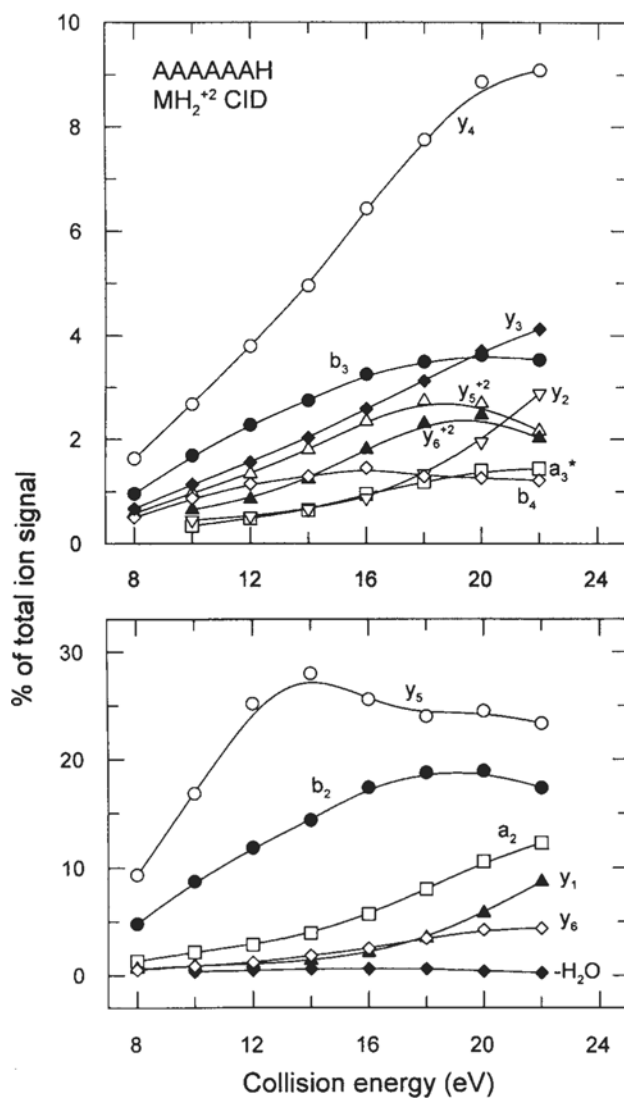 10
AAAAAAH
MH₂⁺² CID
y₄
8
6
4
y₃
b₃
y₅⁺²
y₂
2
y₆⁺²
a₃*
b₄
0
8 12 16 20 24
% of total ion signal
30
y₅
20
b₂
a₂
10
y₁
y₆
0
-H₂O
8 12 16 20 24
Collision energy (eV)